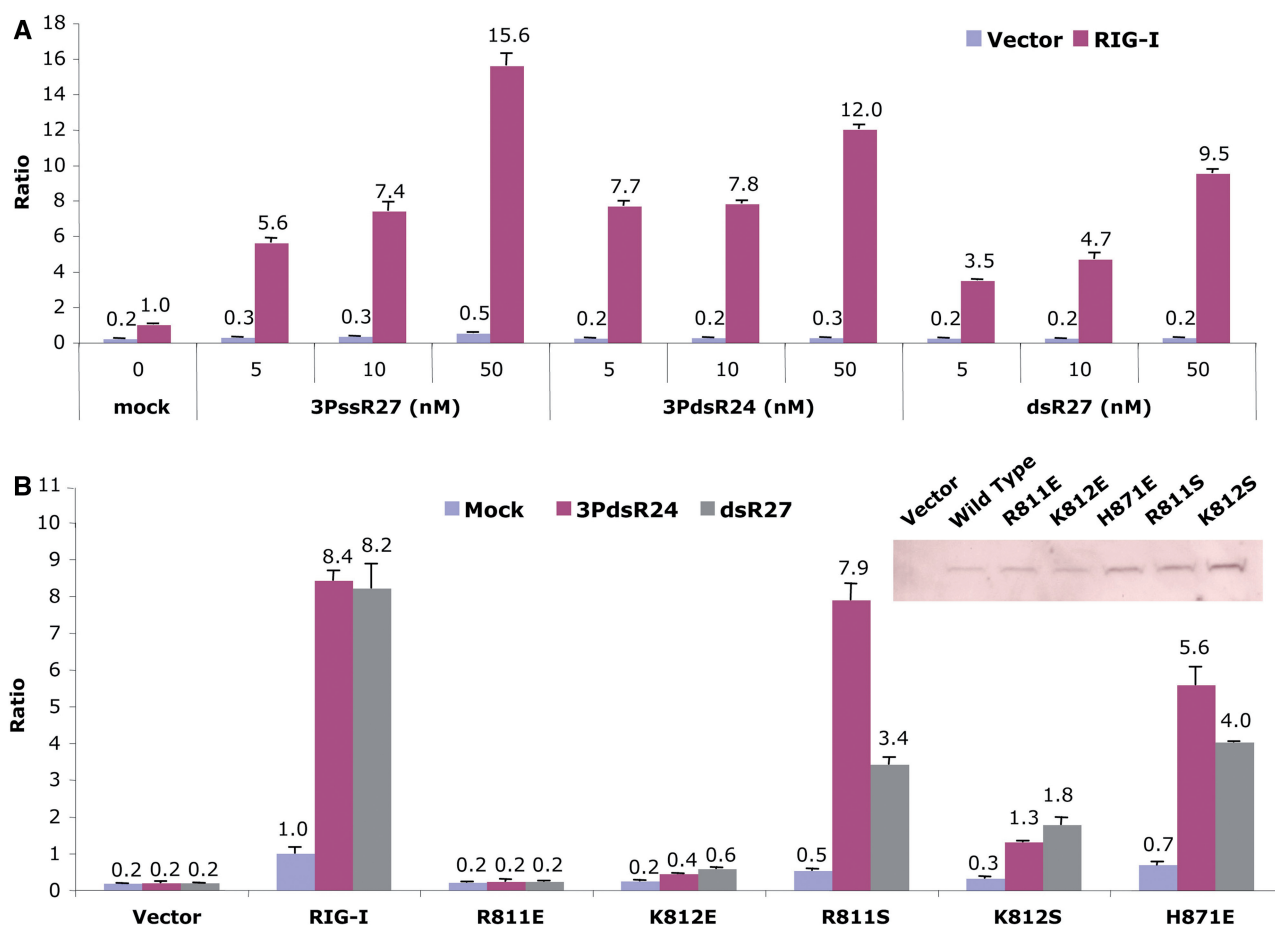 A
18
16
14
12
10
8
6
4
2
0
Ratio
Vector RIG-I
0.2 1.0 0.3 5.6 0.3 7.4 0.5 15.6 0.2 7.7 0.2 7.8 0.3 12.0 0.2 3.5 0.2 4.7 0.2 9.5
0 5 10 50 5 10 50 5 10 50
mock 3PssR27 (nM) 3PdsR24 (nM) dsR27 (nM)
B
11
10
9
8
7
6
5
4
3
2
1
0
Ratio
Mock 3PdsR24 dsR27
Vector Wild Type R811E K812E H871E R811S K812S
0.2 0.2 0.2 1.0 8.4 8.2 0.2 0.2 0.2 0.2 0.4 0.6 0.5 7.9 3.4 0.3 1.3 1.8 0.7 5.6 4.0
Vector RIG-I R811E K812E R811S K812S H871E